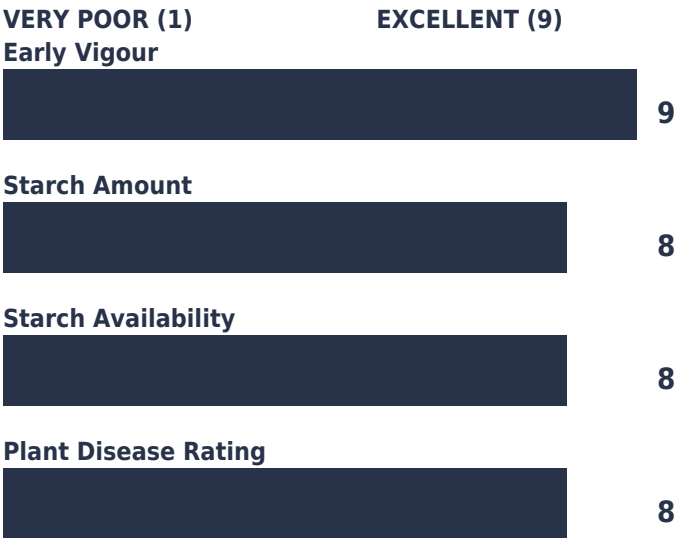 VERY POOR (1) EXCELLENT (9)
Early Vigour
9
Starch Amount
8
Starch Availability
8
Plant Disease Rating
8